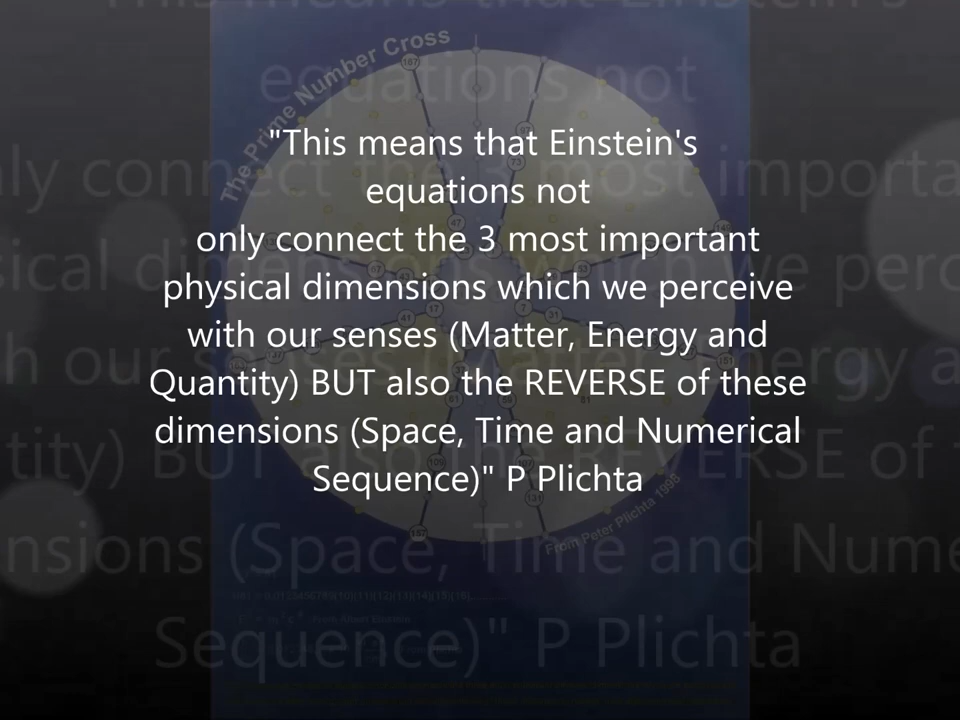 "This means that Einstein's
equations not
only connect the 3 most important
physical dimensions which we perceive
with our senses (Matter, Energy and
Quantity) BUT also the REVERSE of these
dimensions (Space, Time and Numerical
Sequence)" P Plichta
The Prime Number Cross
From Peter Plichta 1998